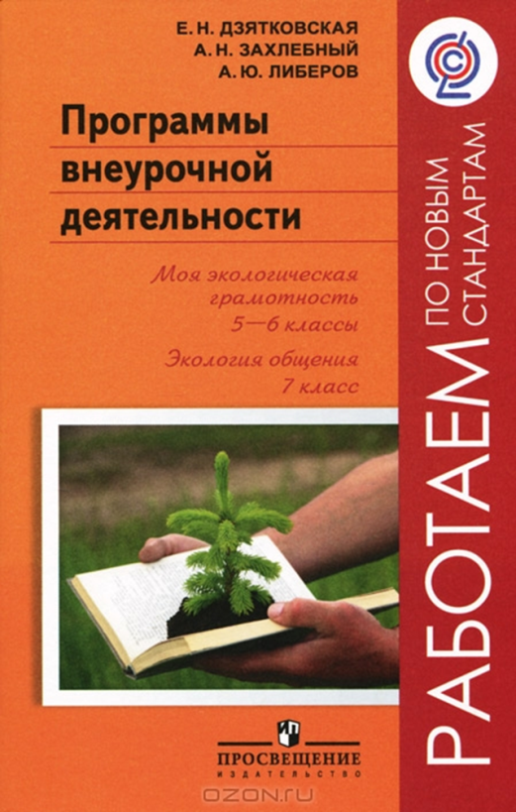 Е. Н. ДЗЯТКОВСКАЯ
А. Н. ЗАХЛЕБНЫЙ
А. Ю. ЛИБЕРОВ
Программы
внеурочной
деятельности
Моя экологическая
грамотность
5—6 классы
Экология общения
7 класс
РАБОТАЕМ
ПО НОВЫМ
СТАНДАРТАМ
ПРОСВЕЩЕНИЕ
ИЗДАТЕЛЬСТВО
ozon.ru